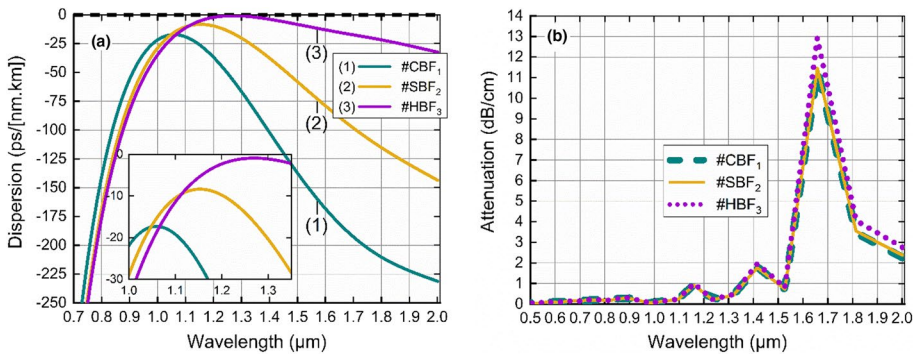 (a)
0
-25
-50
-75
-100
-125
-150
-175
-200
-225
-250
Dispersion (ps/[nm.km])
(3)
(2)
(1)
(1) #CBF₁
(2) #SBF₂
(3) #HBF₃
0
-10
-20
-30
1.0 1.1 1.2 1.3
0.7 0.8 0.9 1.0 1.1 1.2 1.3 1.4 1.5 1.6 1.7 1.8 1.9 2.0
Wavelength (µm)
(b)
14
13
12
11
10
9
8
7
6
5
4
3
2
1
0
Attenuation (dB/cm)
#CBF₁
#SBF₂
#HBF₃
0.5 0.6 0.7 0.8 0.9 1.0 1.1 1.2 1.3 1.4 1.5 1.6 1.7 1.8 1.9 2.0
Wavelength (µm)